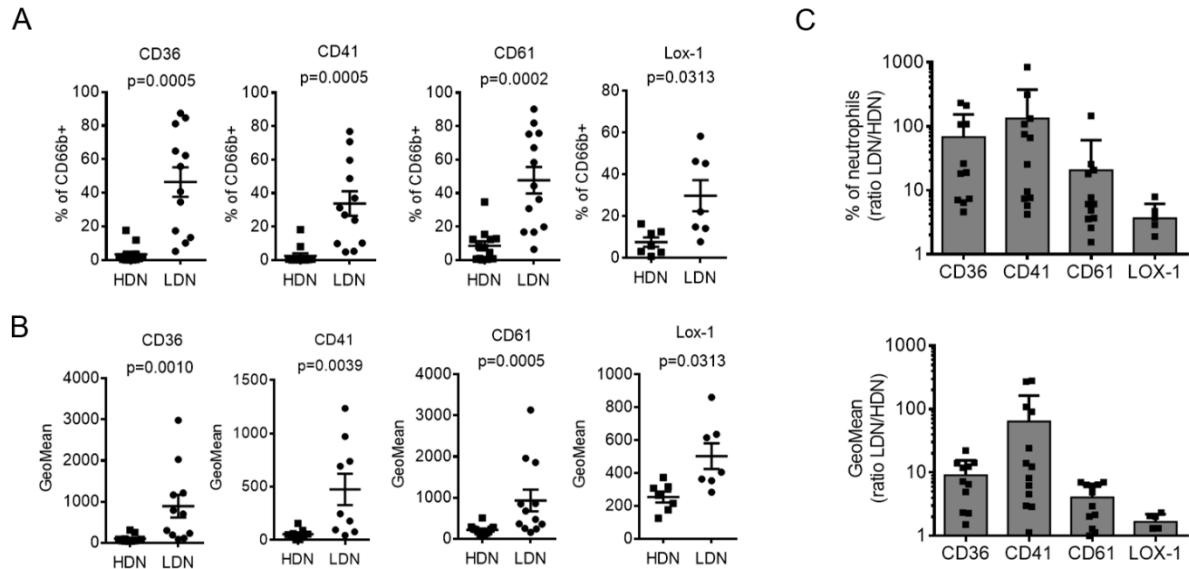 A
CD36
p=0.0005
% of CD66b+
100
80
60
40
20
0
HDN LDN
CD41
p=0.0005
% of CD66b+
100
80
60
40
20
0
HDN LDN
CD61
p=0.0002
% of CD66b+
100
80
60
40
20
0
HDN LDN
Lox-1
p=0.0313
% of CD66b+
80
60
40
20
0
HDN LDN
B
CD36
p=0.0010
GeoMean
4000
3000
2000
1000
0
HDN LDN
CD41
p=0.0039
GeoMean
1500
1000
500
0
HDN LDN
CD61
p=0.0005
GeoMean
4000
3000
2000
1000
0
HDN LDN
Lox-1
p=0.0313
GeoMean
1000
800
600
400
200
0
HDN LDN
C
% of neutrophils
(ratio LDN/HDN)
1000
100
10
1
CD36 CD41 CD61 LOX-1
GeoMean
(ratio LDN/HDN)
1000
100
10
1
CD36 CD41 CD61 LOX-1